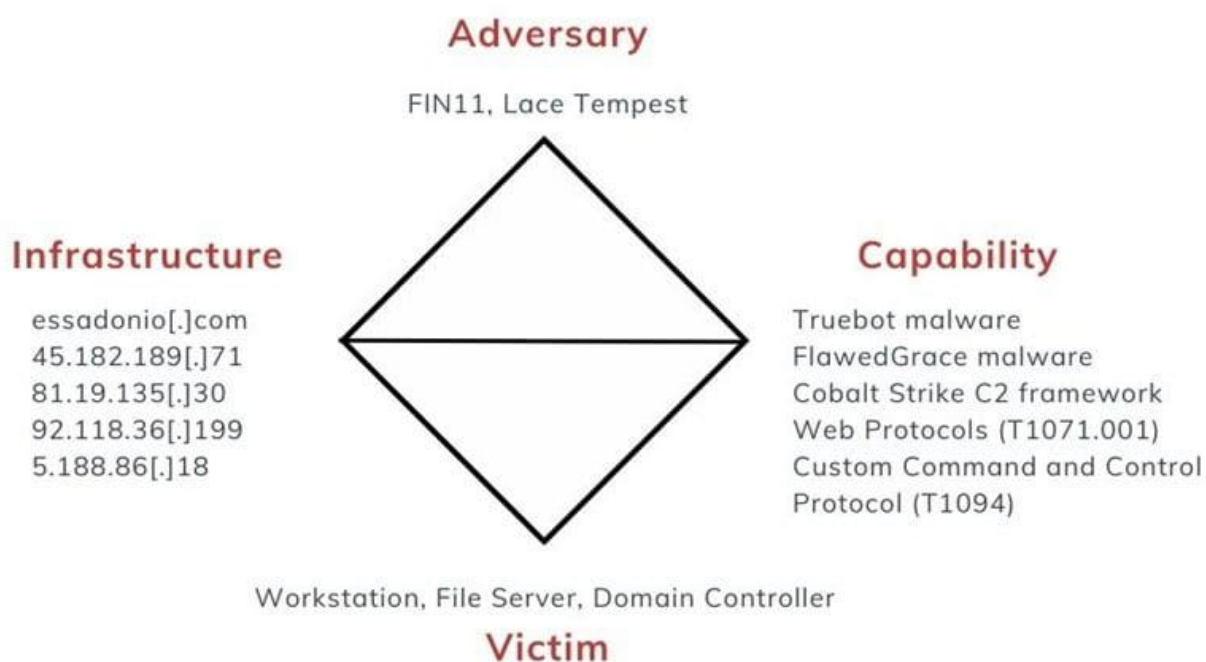 Adversary
FIN11, Lace Tempest
Infrastructure
essadonio[.]com
45.182.189[.]71
81.19.135[.]30
92.118.36[.]199
5.188.86[.]18
Capability
Truebot malware
FlawedGrace malware
Cobalt Strike C2 framework
Web Protocols (T1071.001)
Custom Command and Control
Protocol (T1094)
Workstation, File Server, Domain Controller
Victim